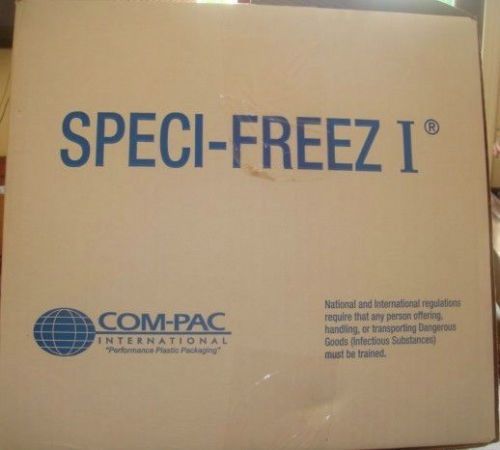 SPECI-FREEZ I®
COM-PAC
INTERNATIONAL
"Performance Plastic Packaging"
National and International regulations
require that any person offering,
handling, or transporting Dangerous
Goods (Infectious Substances)
must be trained.